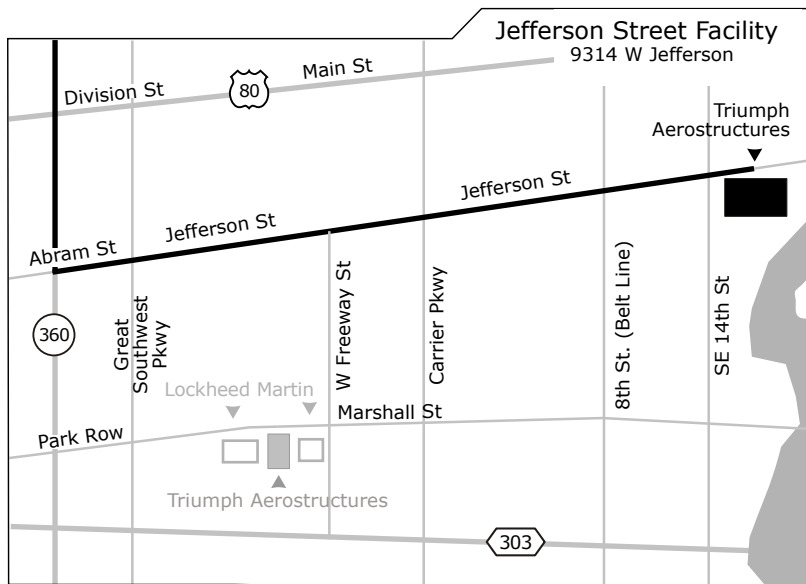 Jefferson Street Facility
9314 W Jefferson
Main St
Division St
80
Triumph
Aerostructures
Jefferson St
Jefferson St
Abram St
360
Great
Southwest
Pkwy
W Freeway St
Carrier Pkwy
8th St. (Belt Line)
SE 14th St
Lockheed Martin
Marshall St
Park Row
Triumph Aerostructures
303